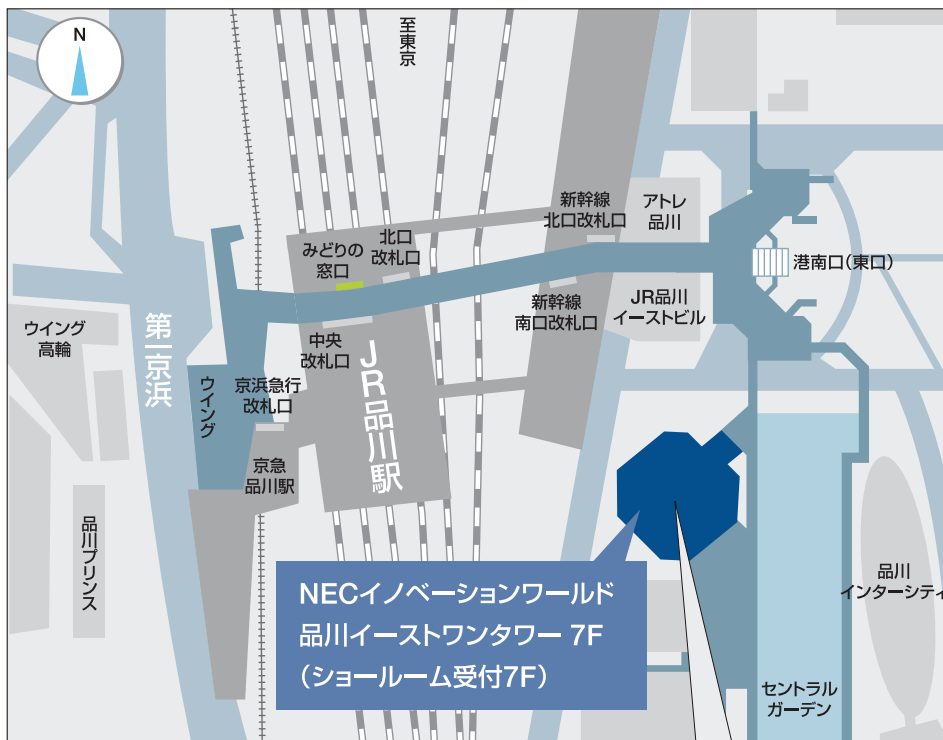 N
至東京
新幹線
北口改札口
アトレ
品川
北口
改札口
みどりの
窓口
港南口(東口)
JR品川
イーストビル
新幹線
南口改札口
ウイング
高輪
第一京浜
中央
改札口
JR品川駅
ウイング
京浜急行
改札口
京急
品川駅
品川プリンス
NECイノベーションワールド
品川イーストワンタワー 7F
(ショールーム受付7F)
品川
インターシティ
セントラル
ガーデン